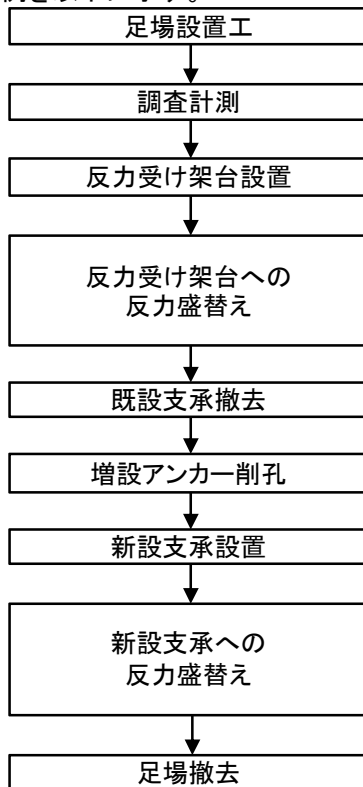 足場設置工
調査計測
反力受け架台設置
反力受け架台への
反力盛替え
既設支承撤去
増設アンカー削孔
新設支承設置
新設支承への
反力盛替え
足場撤去